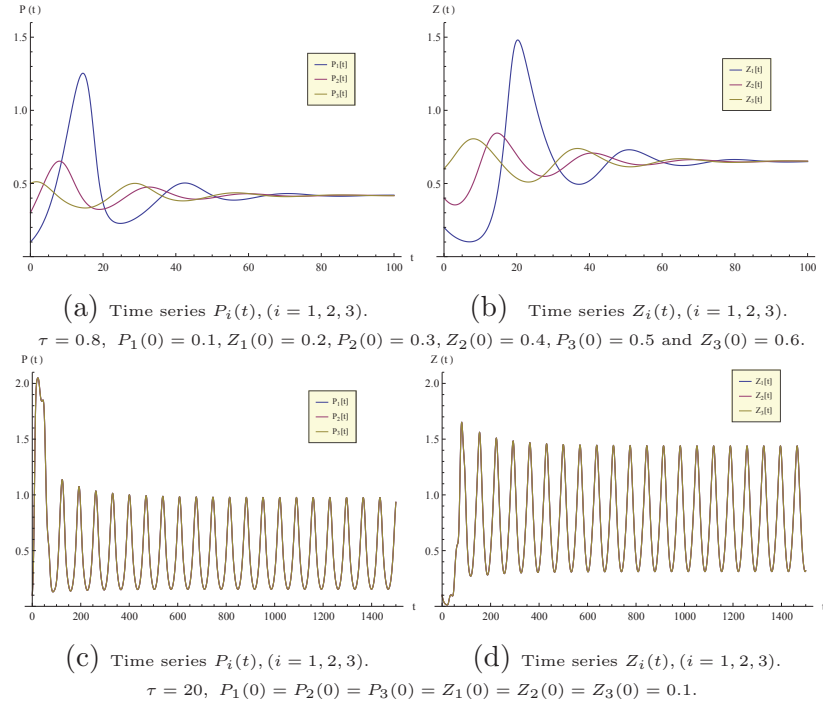 P (t)
1.5
1.0
0.5
0 20 40 60 80 100 t
P₁[t]
P₂[t]
P₃[t]
Z (t)
1.5
1.0
0.5
0 20 40 60 80 100 t
Z₁[t]
Z₂[t]
Z₃[t]
(a) Time series Pᵢ(t), (i = 1, 2, 3).
(b) Time series Zᵢ(t), (i = 1, 2, 3).
τ = 0.8, P₁(0) = 0.1, Z₁(0) = 0.2, P₂(0) = 0.3, Z₂(0) = 0.4, P₃(0) = 0.5 and Z₃(0) = 0.6.
P (t)
2.0
1.5
1.0
0.5
0 200 400 600 800 1000 1200 1400 t
P₁[t]
P₂[t]
P₃[t]
Z (t)
2.0
1.5
1.0
0.5
0 200 400 600 800 1000 1200 1400 t
Z₁[t]
Z₂[t]
Z₃[t]
(c) Time series Pᵢ(t), (i = 1, 2, 3).
(d) Time series Zᵢ(t), (i = 1, 2, 3).
τ = 20, P₁(0) = P₂(0) = P₃(0) = Z₁(0) = Z₂(0) = Z₃(0) = 0.1.